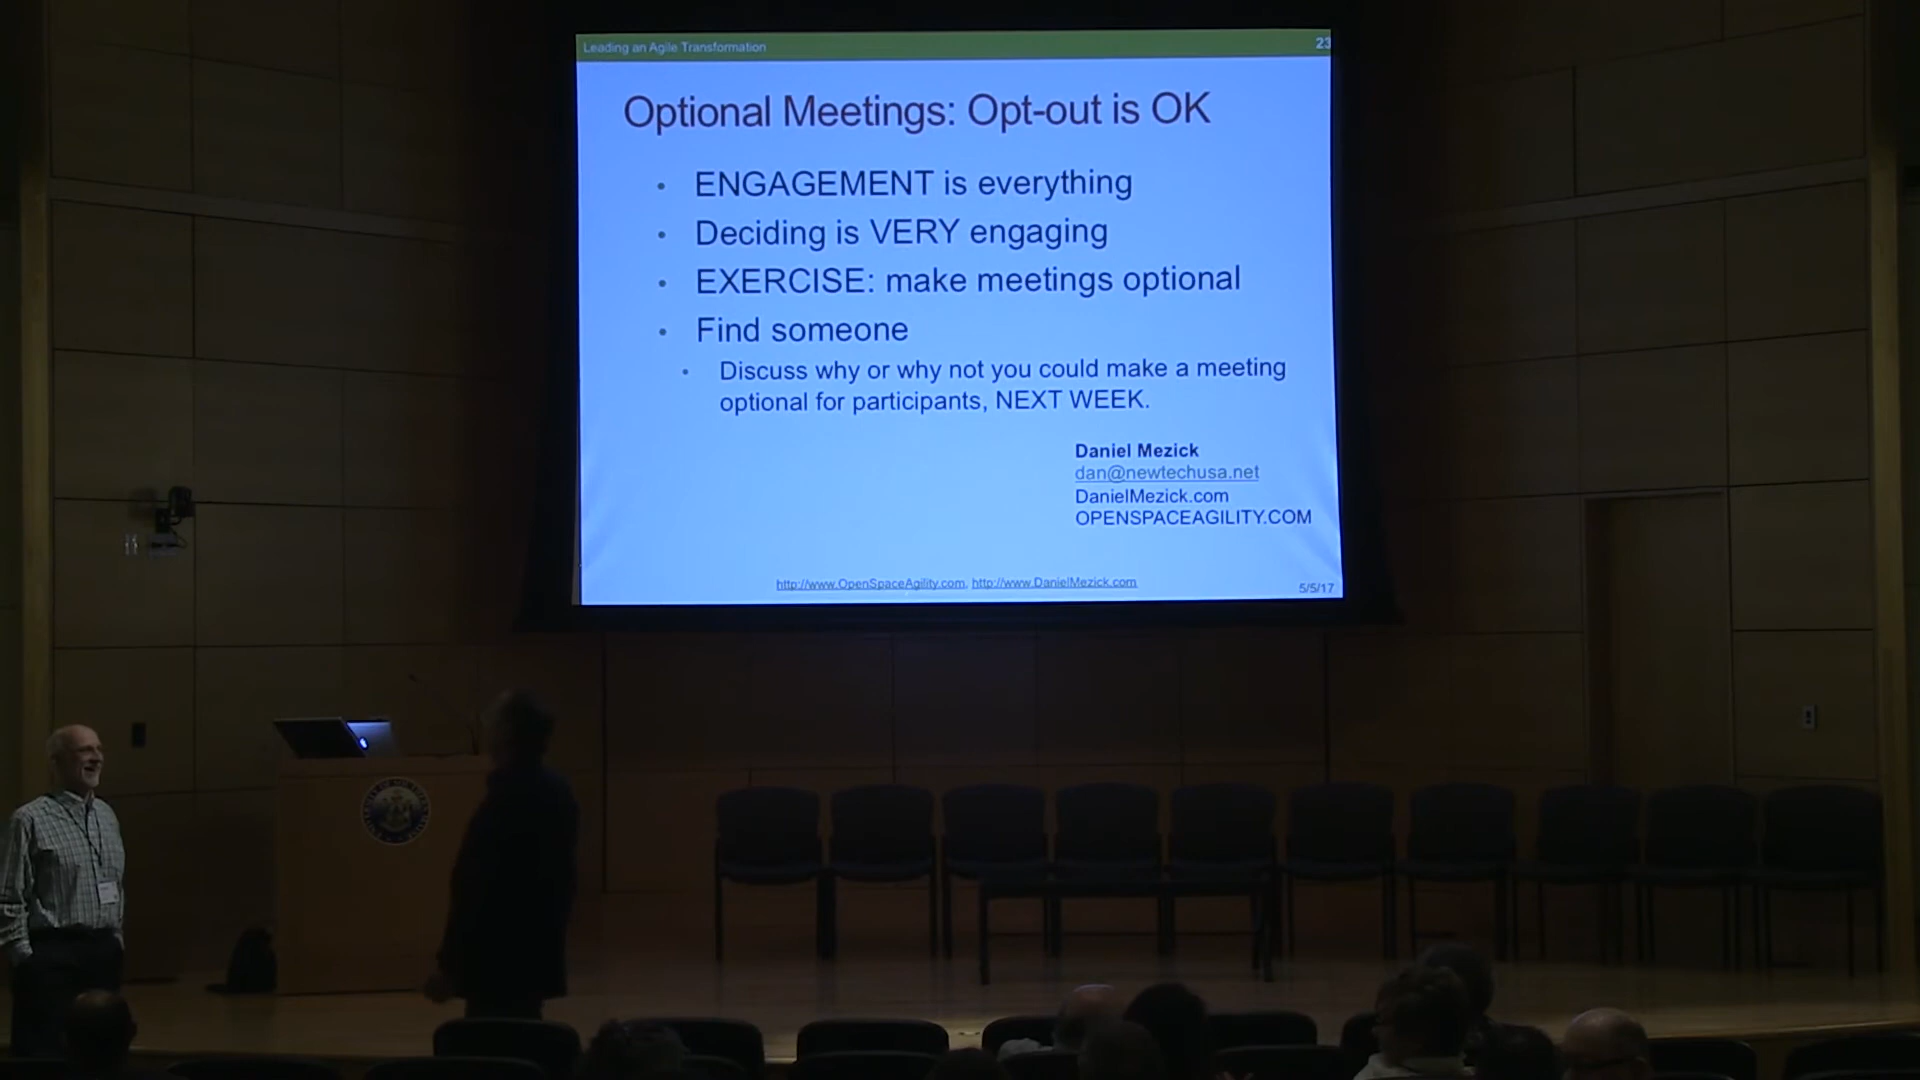 Leading an Agile Transformation
23
Optional Meetings: Opt-out is OK
• ENGAGEMENT is everything
• Deciding is VERY engaging
• EXERCISE: make meetings optional
• Find someone
• Discuss why or why not you could make a meeting
optional for participants, NEXT WEEK.
Daniel Mezick
dan@newtechusa.net
DanielMezick.com
OPENSPACEAGILITY.COM
http://www.OpenSpaceAgility.com, http://www.DanielMezick.com
5/5/17